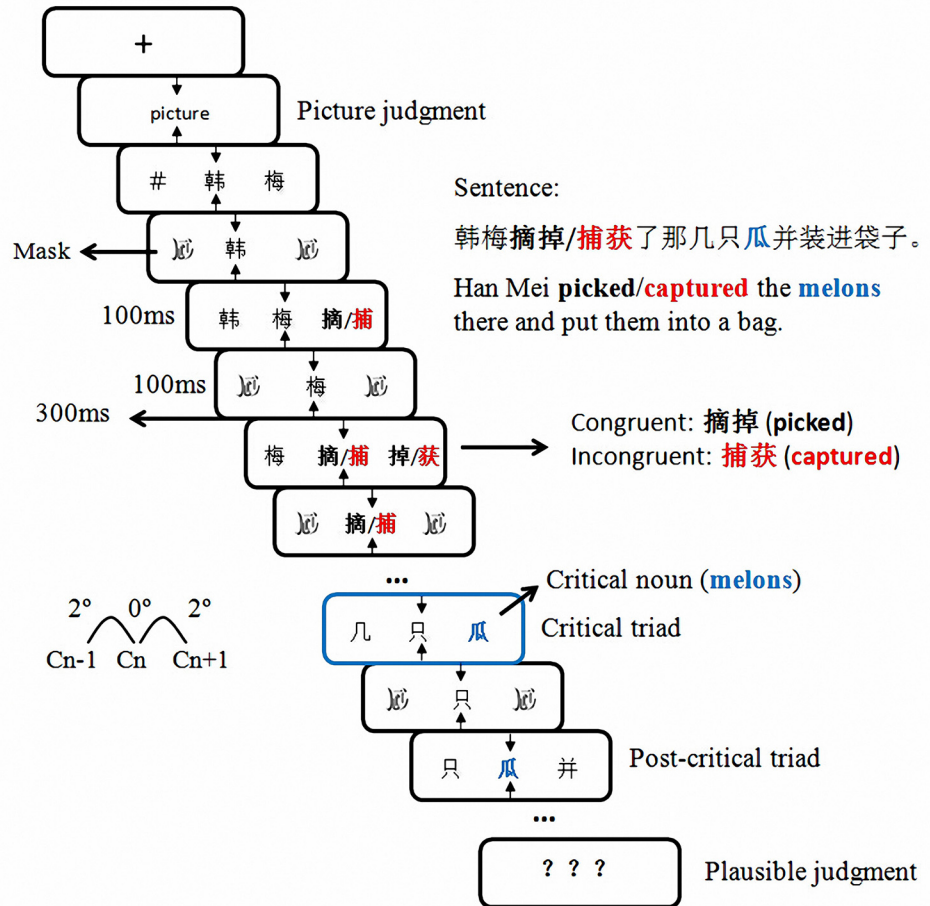 +
picture
Picture judgment
# 韩 梅
Sentence:
韩梅摘掉/捕获了那几只瓜并装进袋子。
Han Mei picked/captured the melons
there and put them into a bag.
Mask
韩
100ms
韩 梅 摘/捕
100ms
梅
300ms
梅 摘/捕 掉/获
Congruent: 摘掉 (picked)
Incongruent: 捕获 (captured)
摘/捕
...
Critical noun (melons)
2° 0° 2°
Cn-1 Cn Cn+1
几 只 瓜
Critical triad
只
只 瓜 并
Post-critical triad
...
? ? ?
Plausible judgment